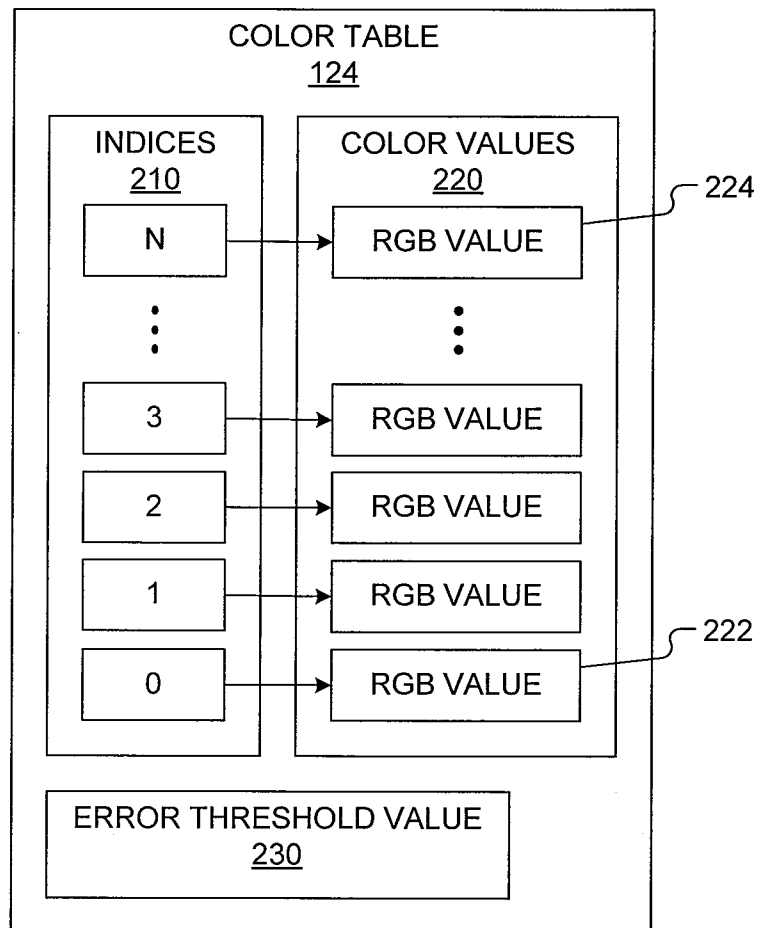 COLOR TABLE
124
INDICES
210
COLOR VALUES
220
224
N
RGB VALUE
3
RGB VALUE
2
RGB VALUE
1
RGB VALUE
222
0
RGB VALUE
ERROR THRESHOLD VALUE
230